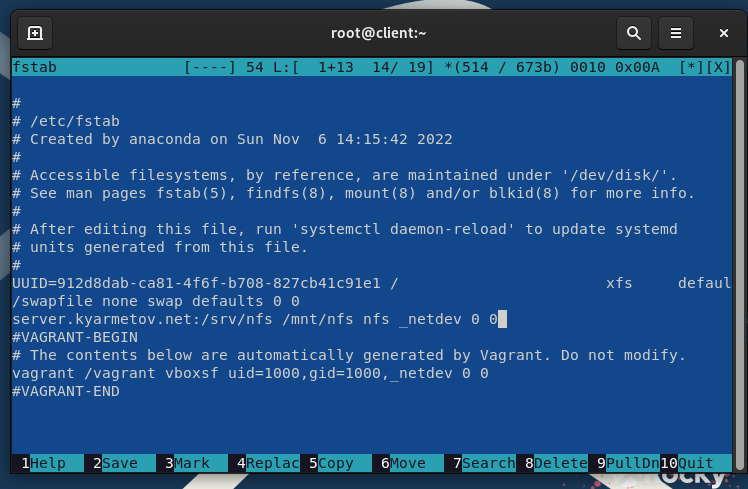 root@client:~
fstab [----] 54 L:[ 1+13 14/ 19] *(514 / 673b) 0010 0x00A [*][X]
#
# /etc/fstab
# Created by anaconda on Sun Nov  6 14:15:42 2022
#
# Accessible filesystems, by reference, are maintained under '/dev/disk/'.
# See man pages fstab(5), findfs(8), mount(8) and/or blkid(8) for more info.
#
# After editing this file, run 'systemctl daemon-reload' to update systemd
# units generated from this file.
#
UUID=912d8dab-ca81-4f6f-b708-827cb41c91e1 / xfs defaul
/swapfile none swap defaults 0 0
server.kyarmetov.net:/srv/nfs /mnt/nfs nfs _netdev 0 0
#VAGRANT-BEGIN
# The contents below are automatically generated by Vagrant. Do not modify.
vagrant /vagrant vboxsf uid=1000,gid=1000,_netdev 0 0
#VAGRANT-END
1Help 2Save 3Mark 4Replac 5Copy 6Move 7Search 8Delete 9PullDn 10Quit